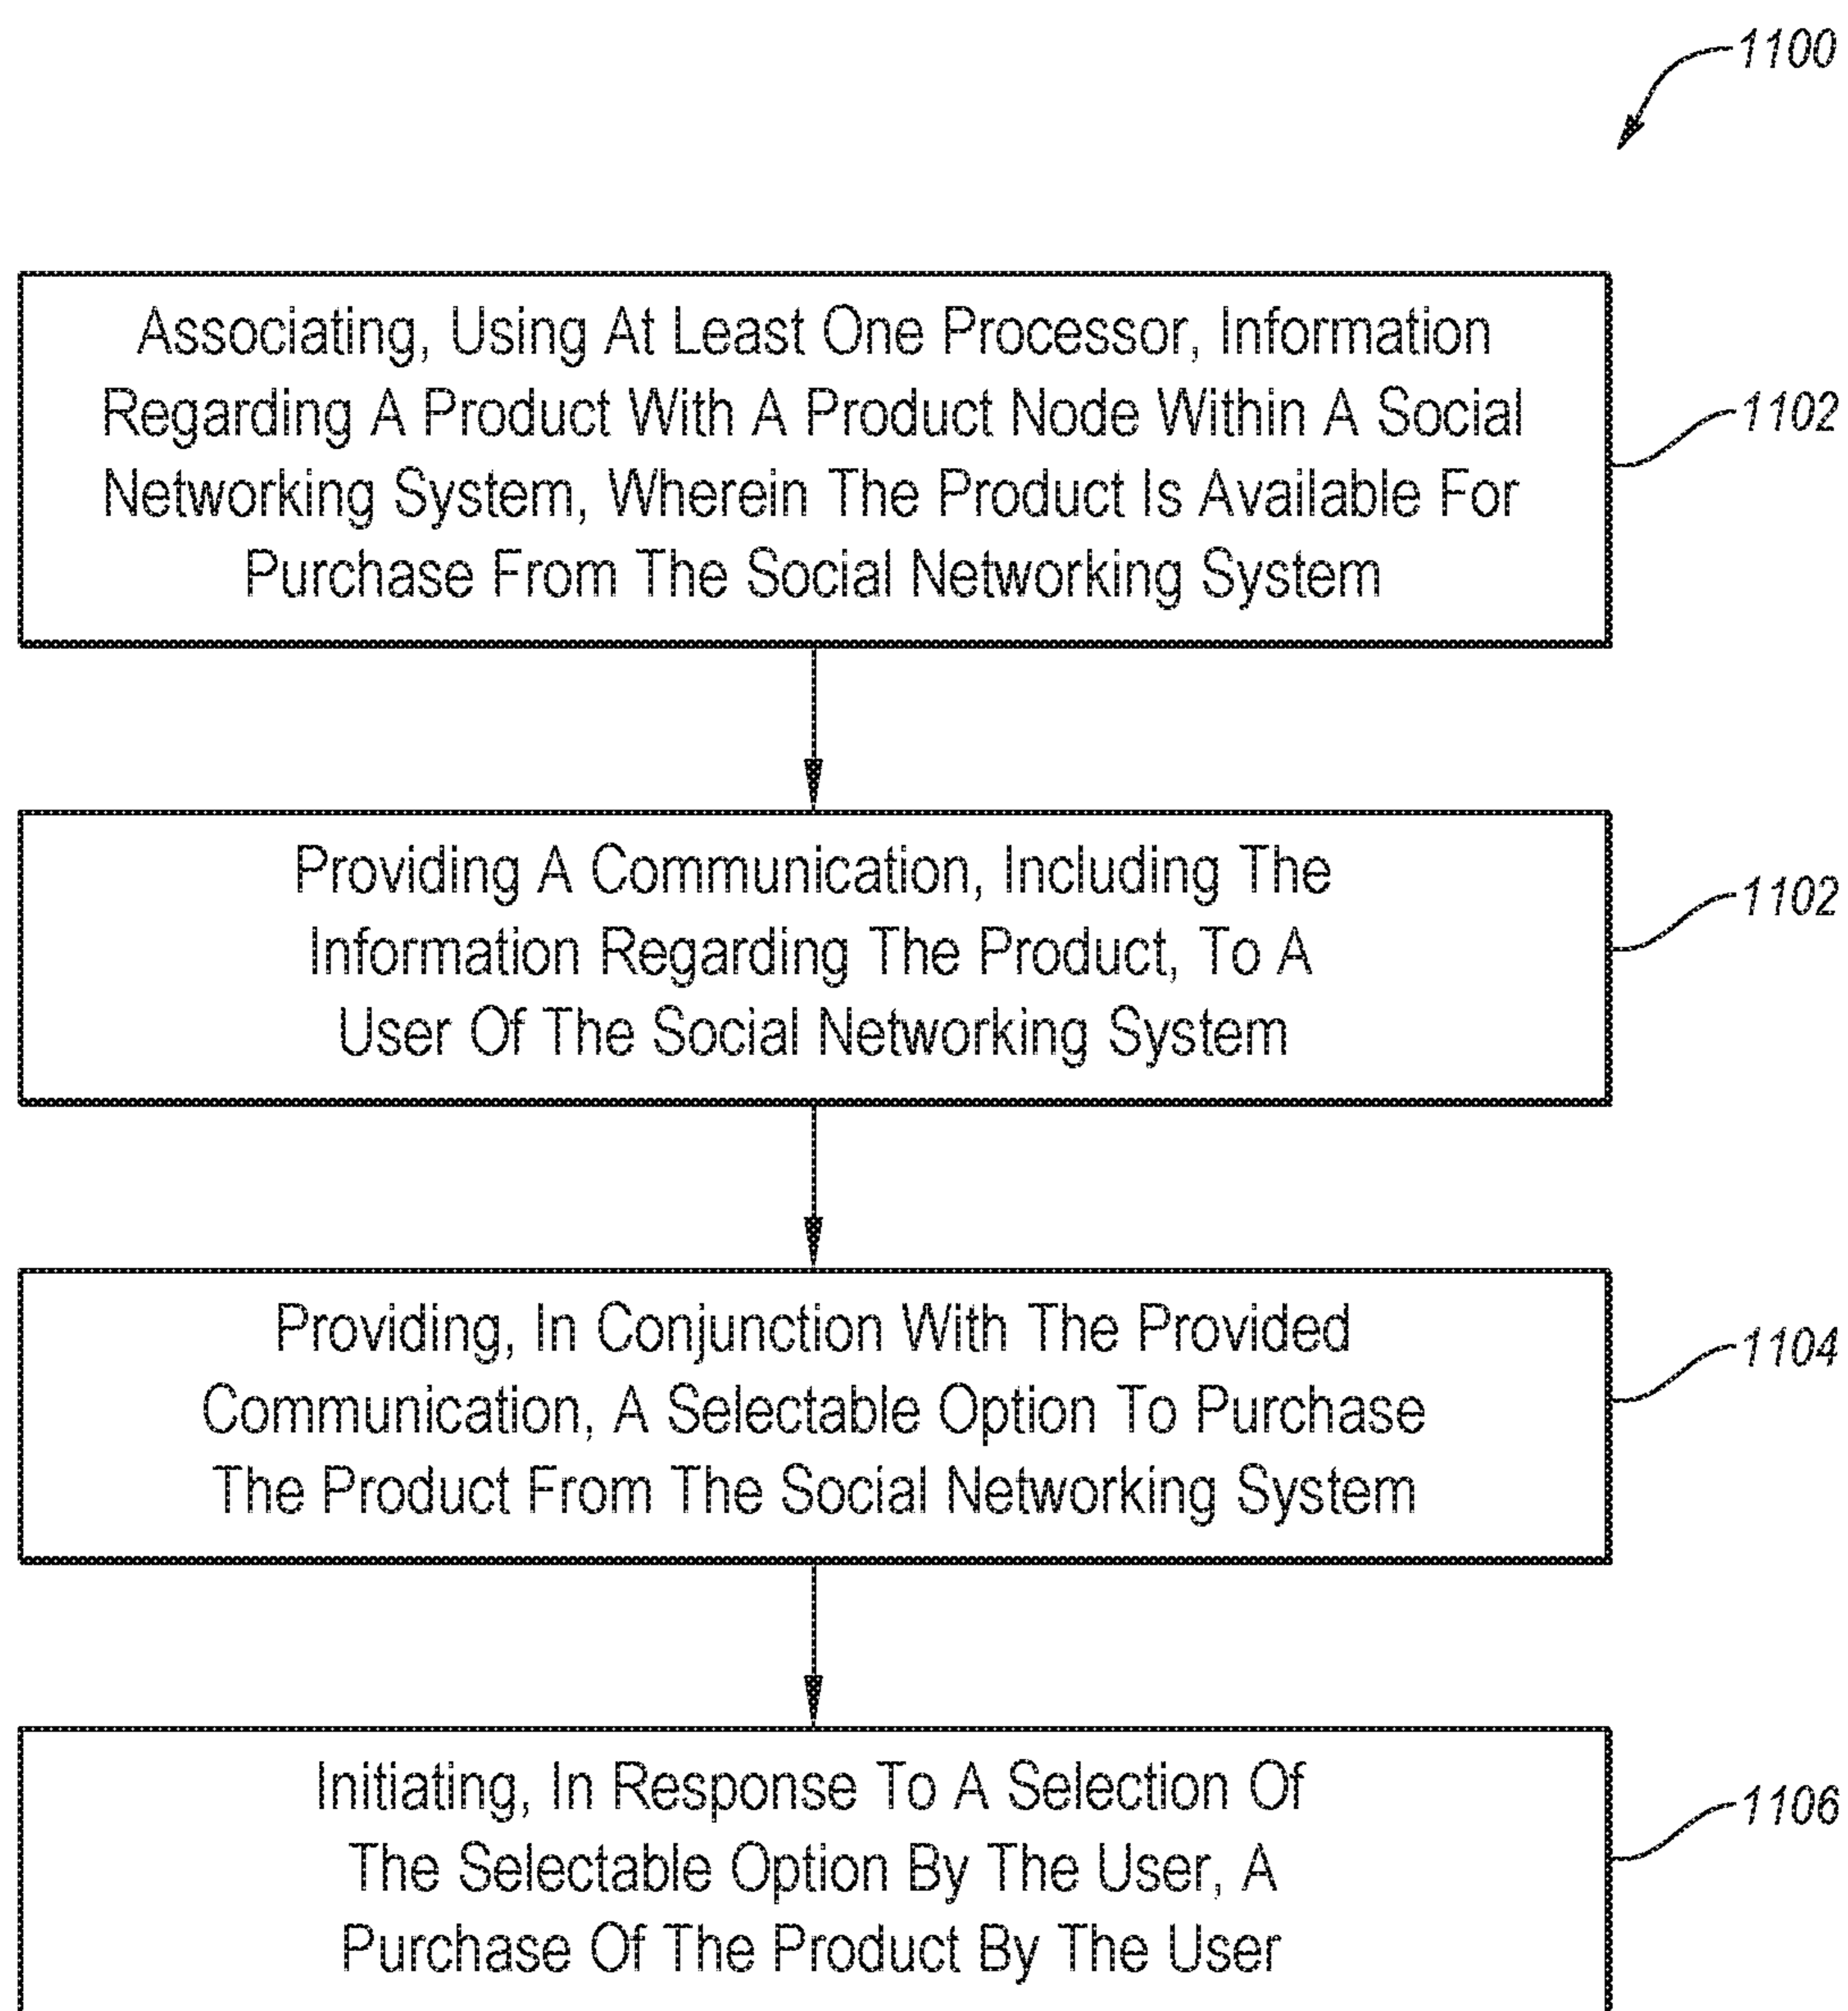 1100
Associating, Using At Least One Processor, Information
Regarding A Product With A Product Node Within A Social
Networking System, Wherein The Product Is Available For
Purchase From The Social Networking System
1102
Providing A Communication, Including The
Information Regarding The Product, To A
User Of The Social Networking System
1102
Providing, In Conjunction With The Provided
Communication, A Selectable Option To Purchase
The Product From The Social Networking System
1104
Initiating, In Response To A Selection Of
The Selectable Option By The User, A
Purchase Of The Product By The User
1106